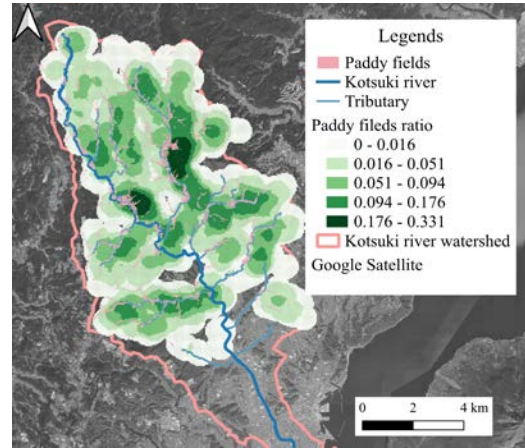 Legends
Paddy fields
Kotsuki river
Tributary
Paddy fileds ratio
0 - 0.016
0.016 - 0.051
0.051 - 0.094
0.094 - 0.176
0.176 - 0.331
Kotsuki river watershed
Google Satellite
0 2 4 km